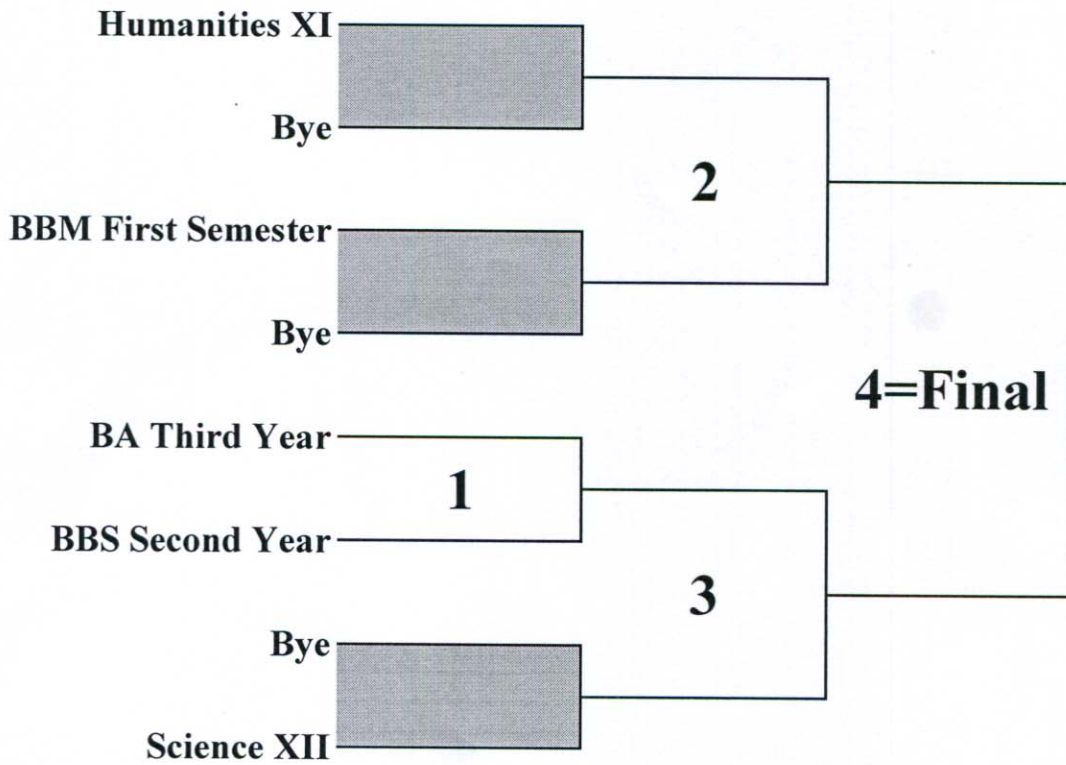 Humanities XI
Bye
2
BBM First Semester
Bye
4=Final
BA Third Year
1
BBS Second Year
3
Bye
Science XII